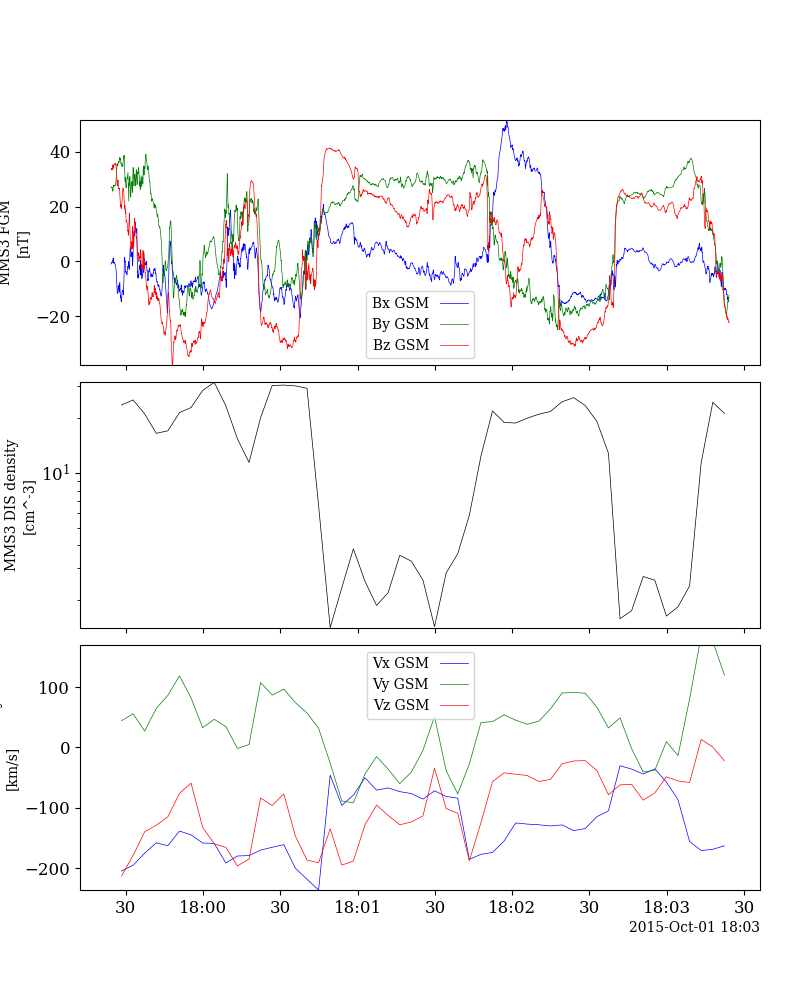 MMS3 FGM
[nT]
40
20
0
−20
Bx GSM
By GSM
Bz GSM
MMS3 DIS density
[cm^-3]
10^1
[km/s]
100
0
−100
−200
Vx GSM
Vy GSM
Vz GSM
30 18:00 30 18:01 30 18:02 30 18:03 30
2015-Oct-01 18:03